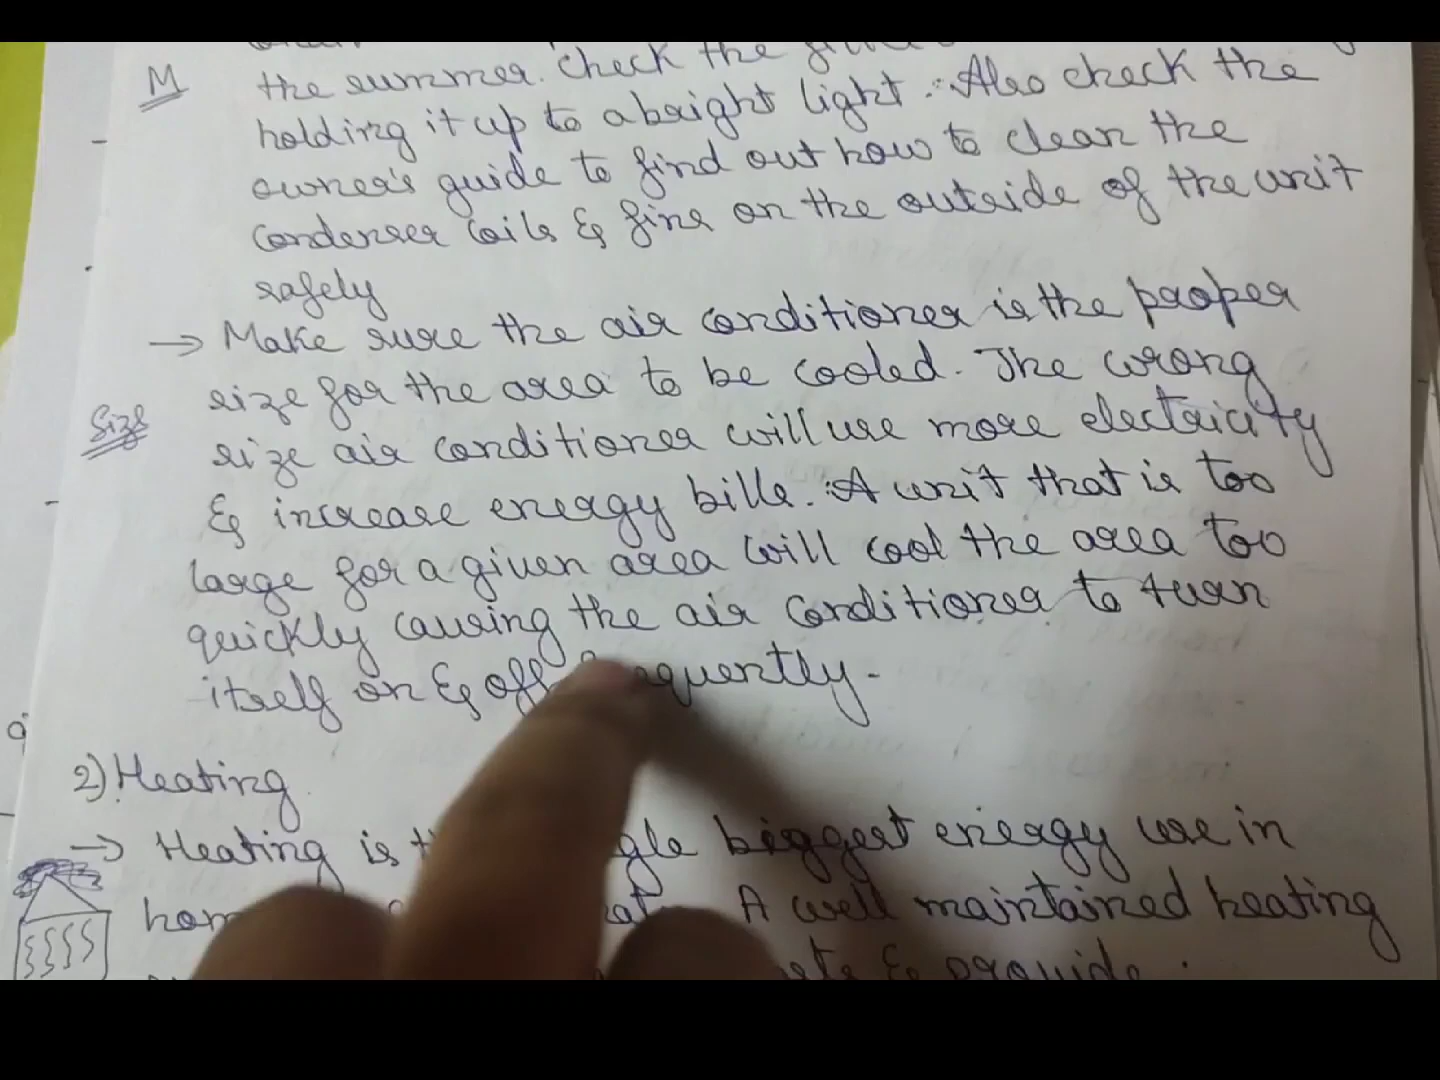 M
the summer. Check the
holding it up to a bright light. Also check the
owner's guide to find out how to clean the
condenser coils & fins on the outside of the unit
safely
→ Make sure the air conditioner is the proper
size for the area to be cooled. The wrong
Size
size air conditioner will use more electricity
& increase energy bills. A unit that is too
large for a given area will cool the area too
quickly causing the air conditioner to turn
itself on & off frequently.
2) Heating
→ Heating is biggest energy use in
A well maintained heating
& provide